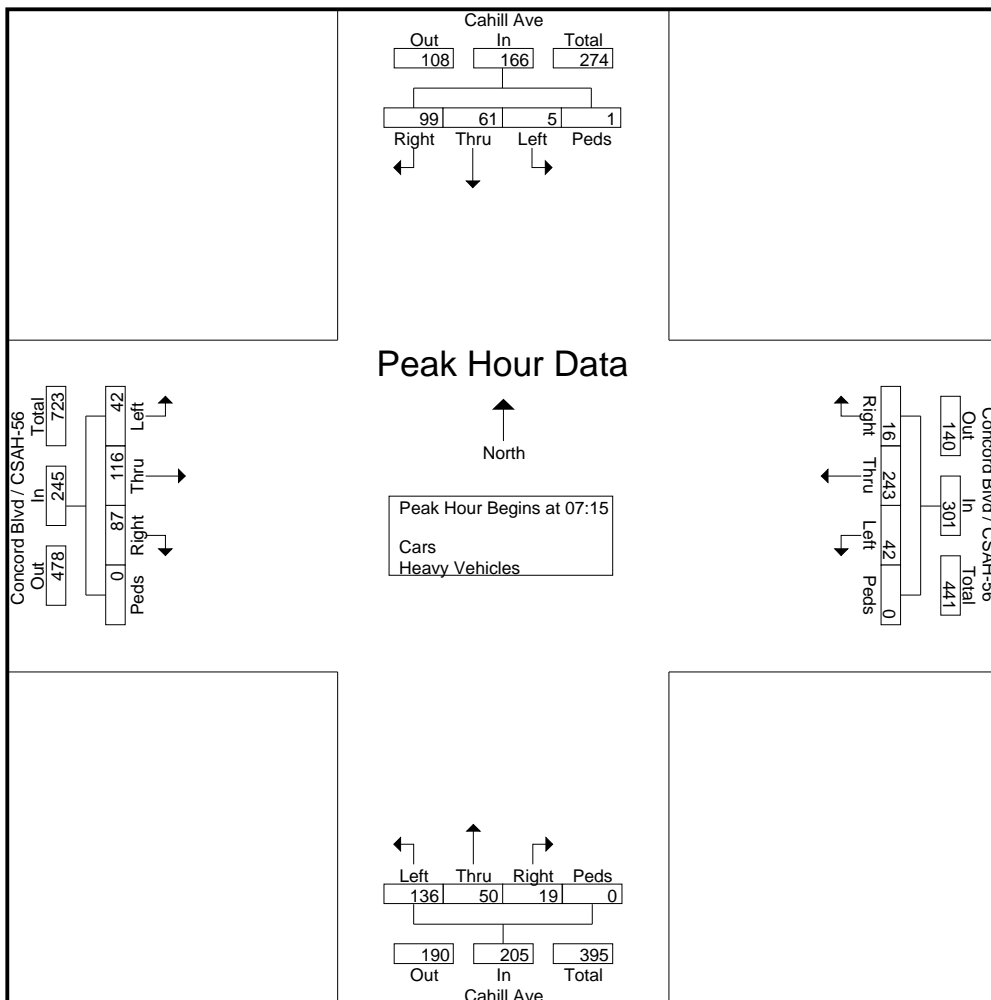 Cahill Ave
Out In Total
108 166 274
99 61 5 1
Right Thru Left Peds
Peak Hour Data
North
Peak Hour Begins at 07:15
Cars
Heavy Vehicles
Concord Blvd / CSAH-56
Out In Total
478 245 723
42 116 87 0
Left Thru Right Peds
Concord Blvd / CSAH-56
Out In Total
140 301 441
16 243 42 0
Right Thru Left Peds
Left Thru Right Peds
136 50 19 0
190 205 395
Out In Total
Cahill Ave